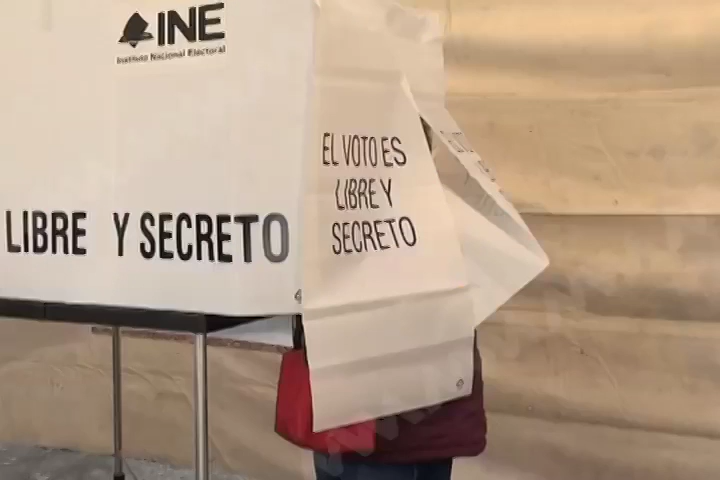 INE
Instituto Nacional Electoral
LIBRE Y SECRETO
EL VOTO ES
LIBRE Y
SECRETO